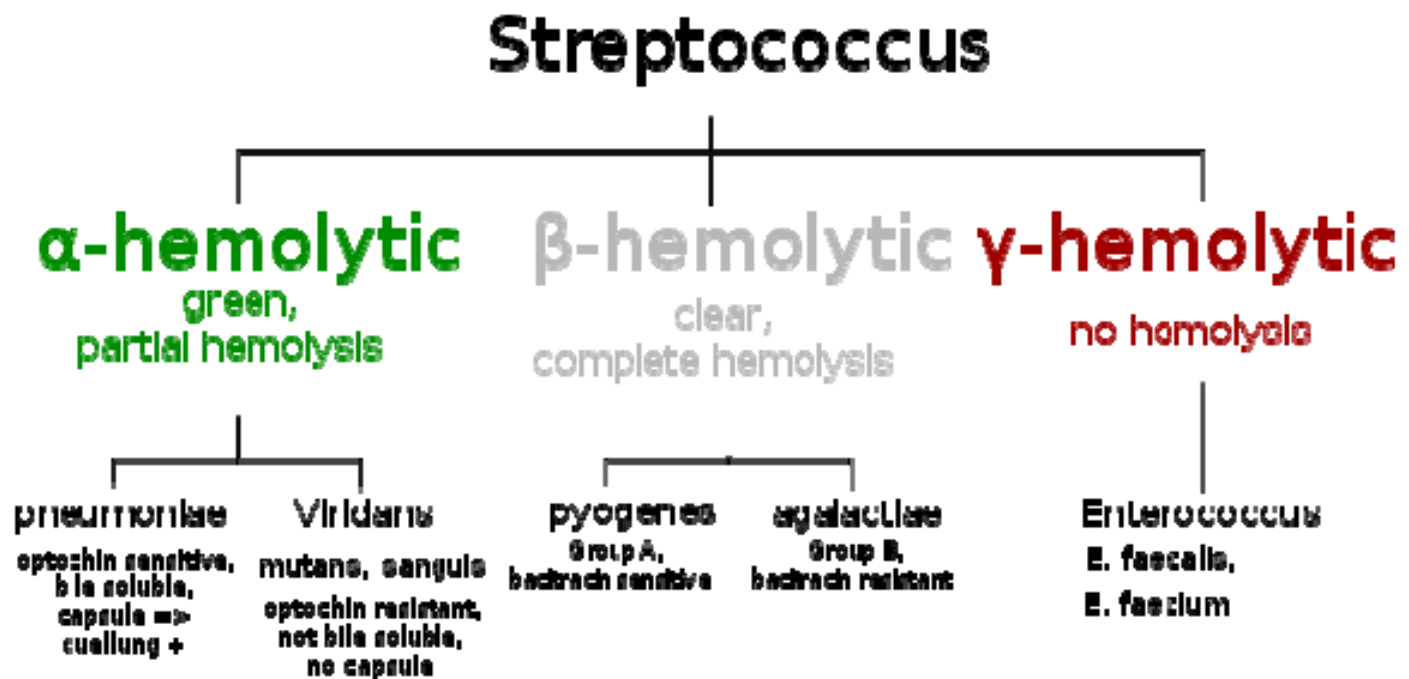 Streptococcus
α-hemolytic
green,
partial hemolysis
β-hemolytic
clear,
complete hemolysis
γ-hemolytic
no hemolysis
pneumoniae
optochin sensitive,
bile soluble,
capsule =>
quellung +
Viridans
mutans, sanguis
optochin resistant,
not bile soluble,
no capsule
pyogenes
Group A,
bacitracin sensitive
agalactiae
Group B,
bacitracin resistant
Enterococcus
E. faecalis,
E. faecium